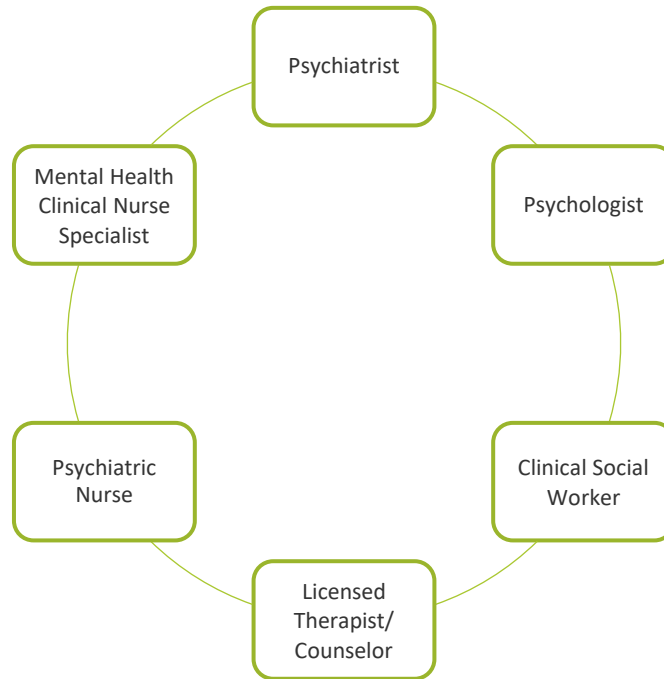 Psychiatrist
Psychologist
Clinical Social
Worker
Licensed
Therapist/
Counselor
Psychiatric
Nurse
Mental Health
Clinical Nurse
Specialist